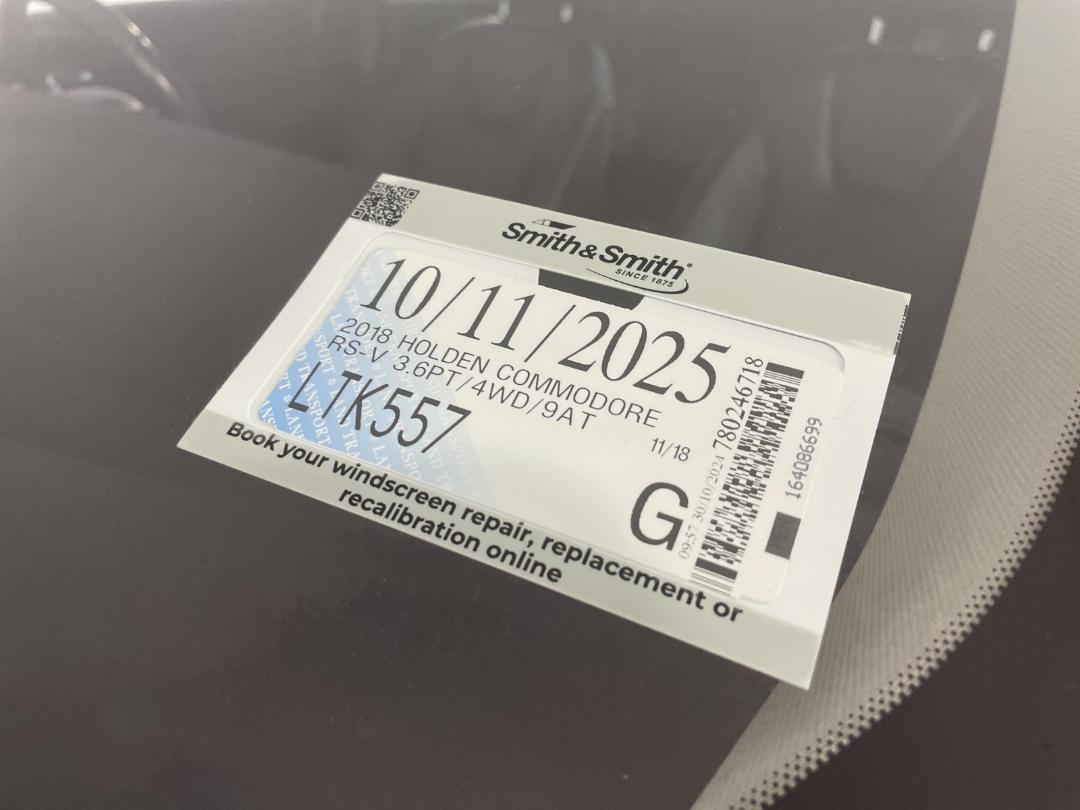 Smith&Smith®
SINCE 1875
10/11/2025
2018 HOLDEN COMMODORE
RS-V 3.6PT/4WD/9AT
LTK557
11/18
G
09:57 30/10/2024
780246718
164086699
Book your windscreen repair, replacement or
recalibration online